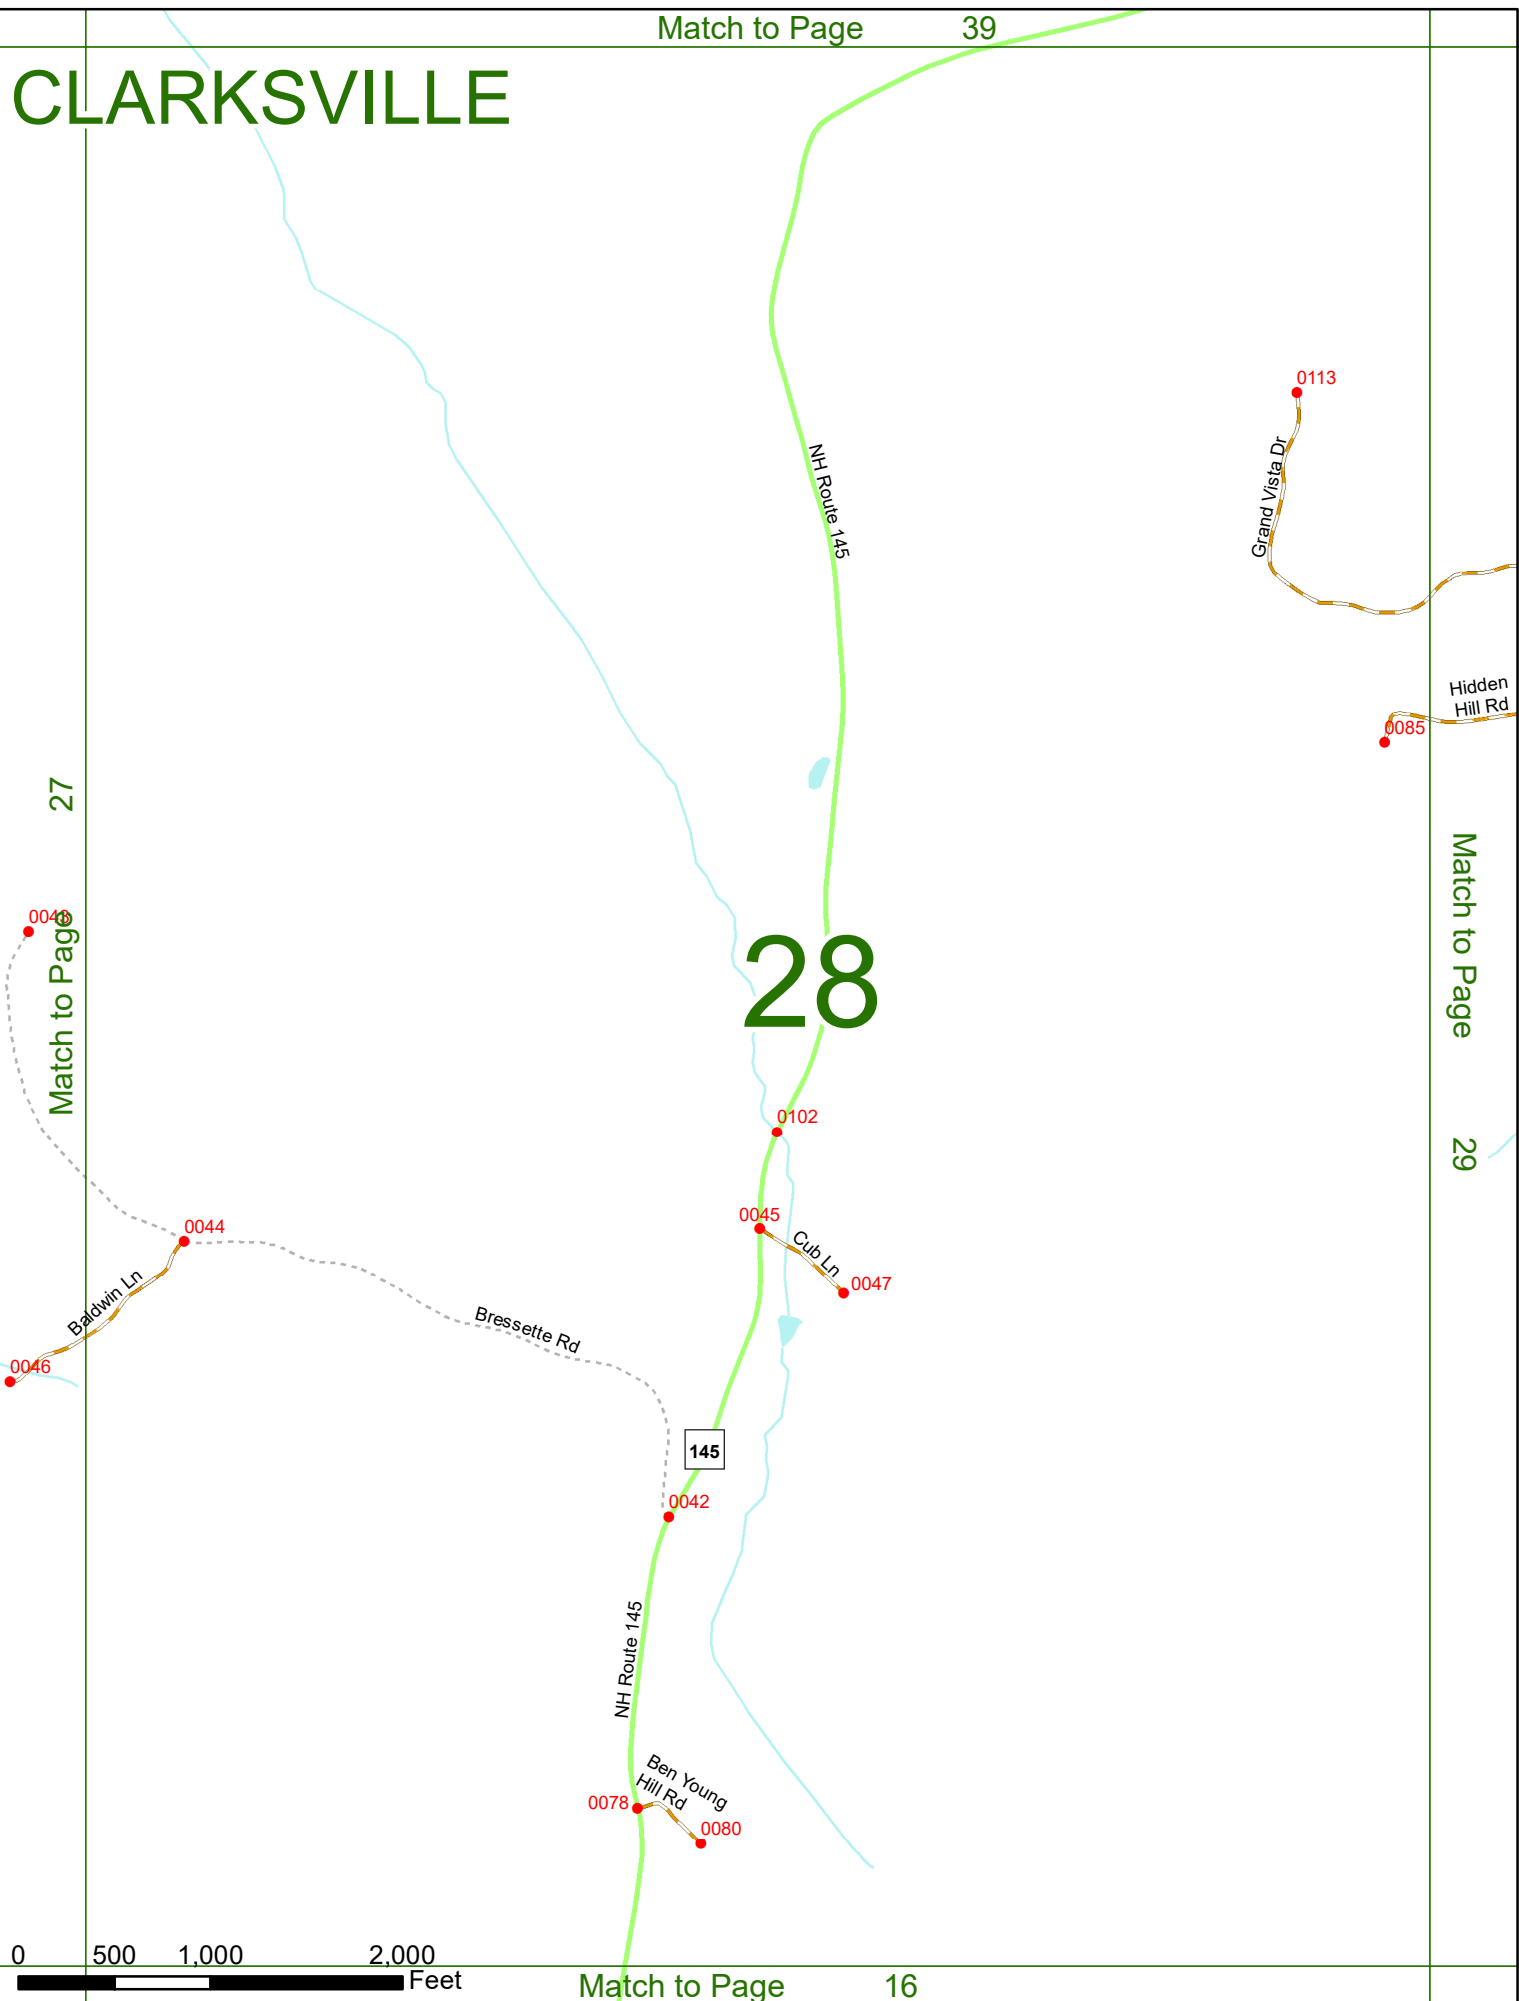 Match to Page 39
CLARKSVILLE
0113
NH Route 145
Grand Vista Dr
Hidden
Hill Rd
0085
27
Match to Page
Match to Page
29
0043
28
0102
0044
0045
Cub Ln
0047
Baldwin Ln
Bressette Rd
0046
145
0042
NH Route 145
Ben Young
Hill Rd
0078
0080
0 500 1,000 2,000
Feet
Match to Page 16